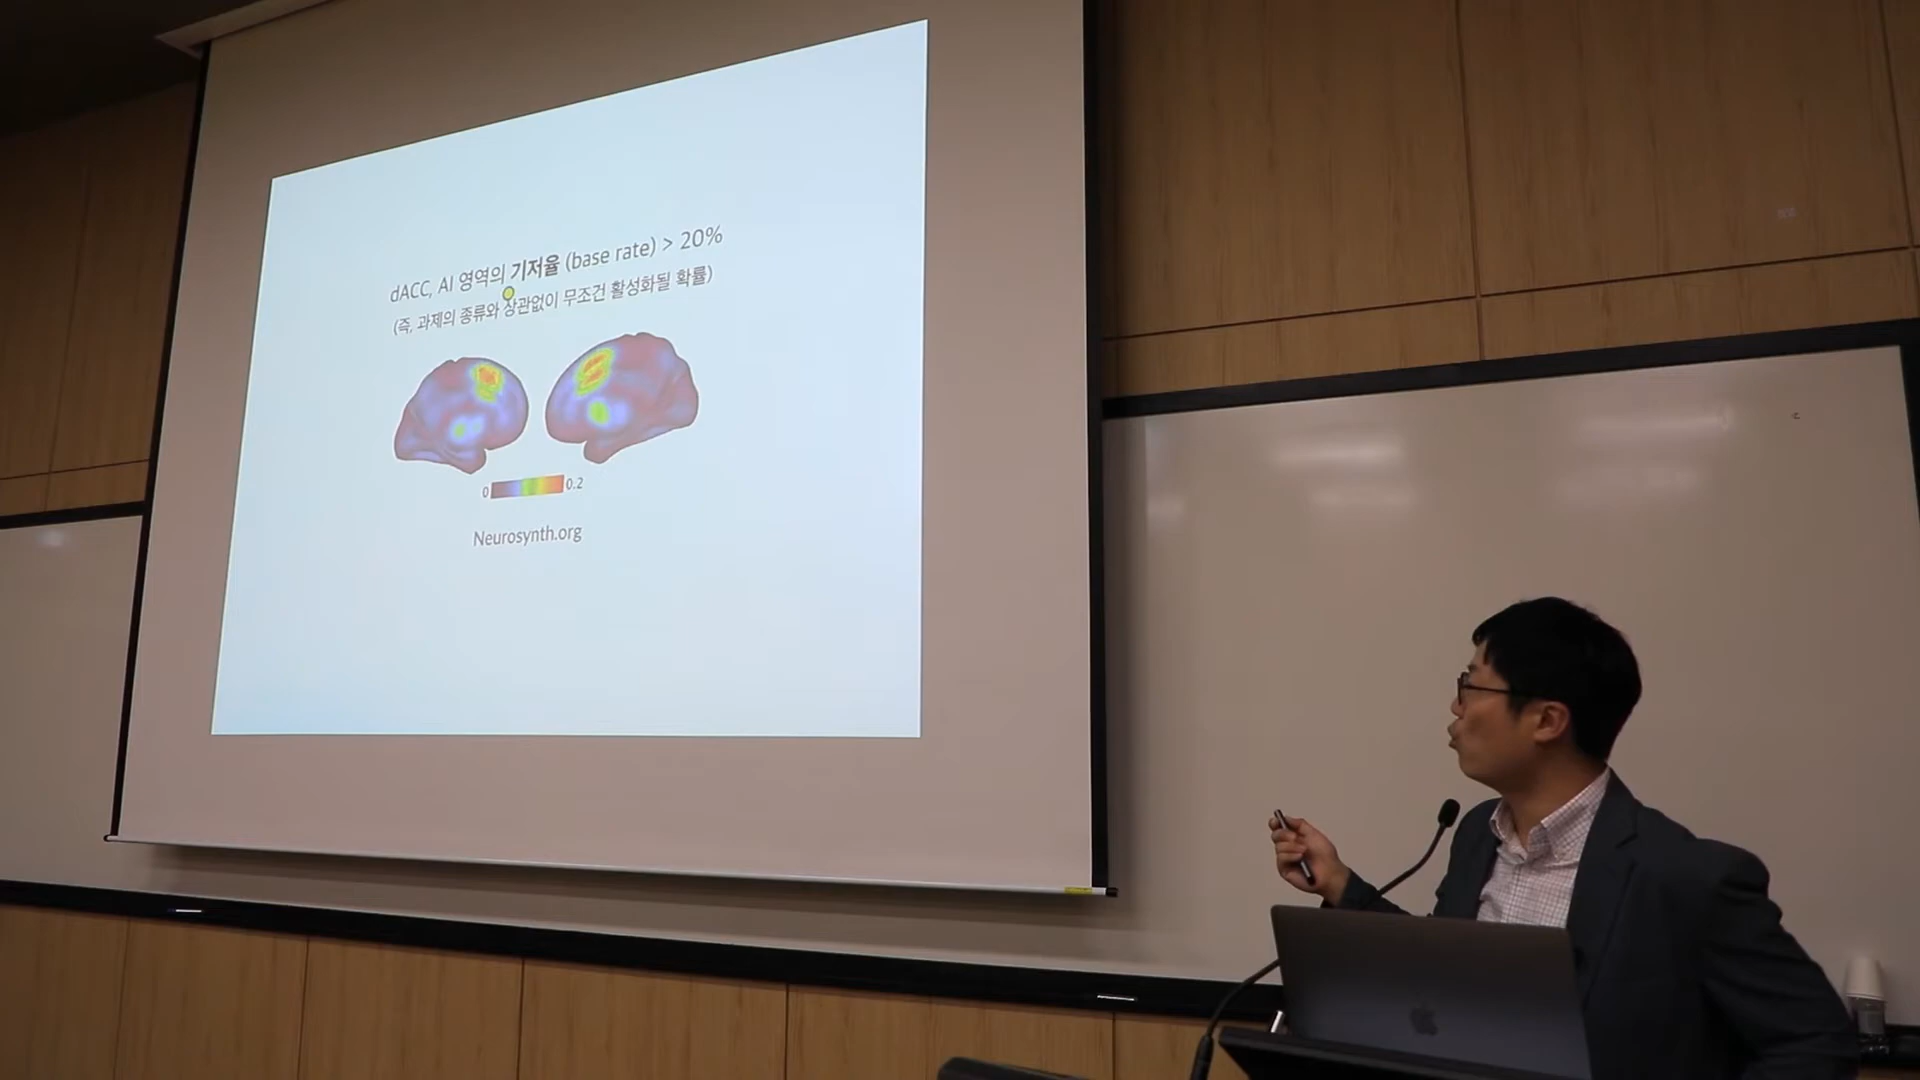 dACC, AI 영역의 기저율 (base rate) > 20%
(즉, 과제의 종류와 상관없이 무조건 활성화될 확률)
0 0.2
Neurosynth.org